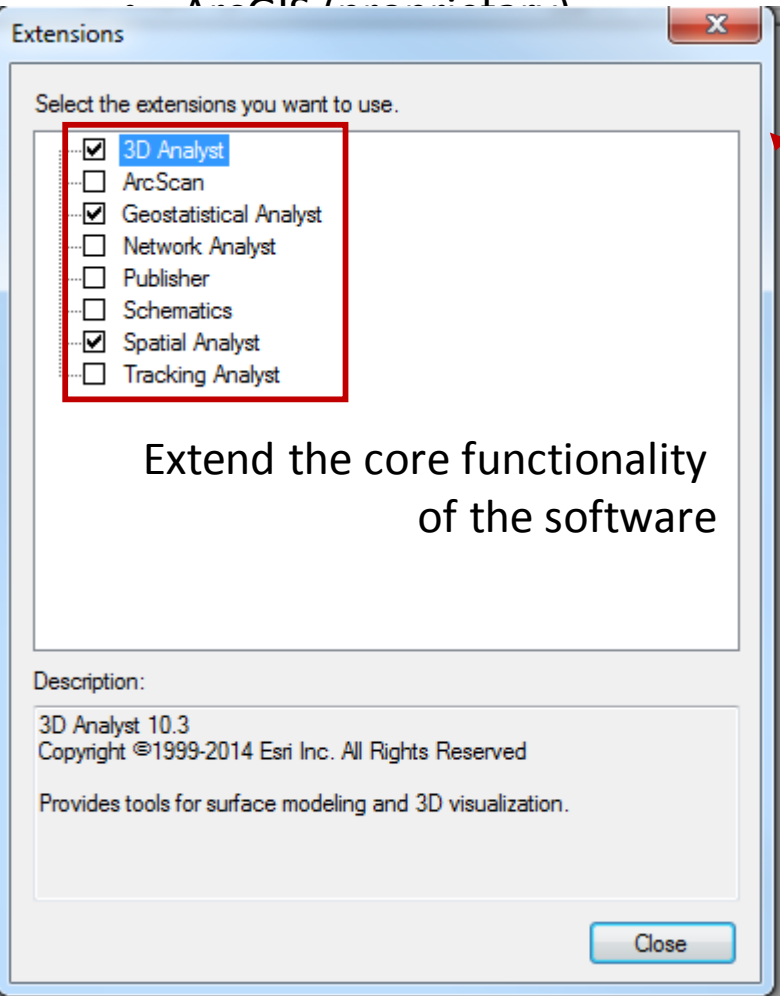 ArcGIS (proprietary)
Extensions
Select the extensions you want to use.
3D Analyst
ArcScan
Geostatistical Analyst
Network Analyst
Publisher
Schematics
Spatial Analyst
Tracking Analyst
Extend the core functionality
of the software
Description:
3D Analyst 10.3
Copyright ©1999-2014 Esri Inc. All Rights Reserved
Provides tools for surface modeling and 3D visualization.
Close